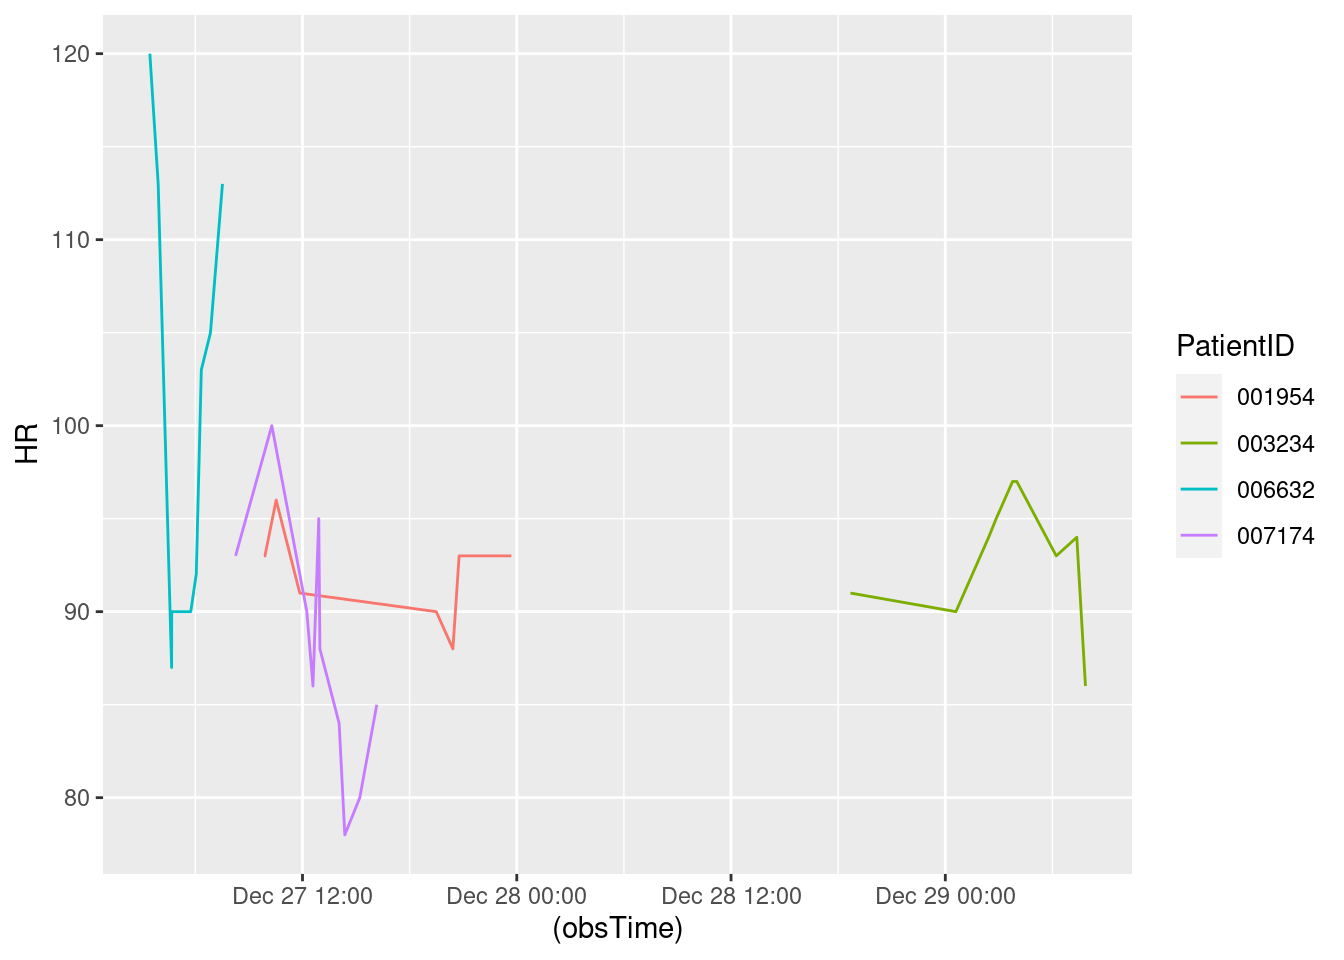 120
110
100
90
80
HR
Dec 27 12:00
Dec 28 00:00
Dec 28 12:00
Dec 29 00:00
(obsTime)
PatientID
001954
003234
006632
007174